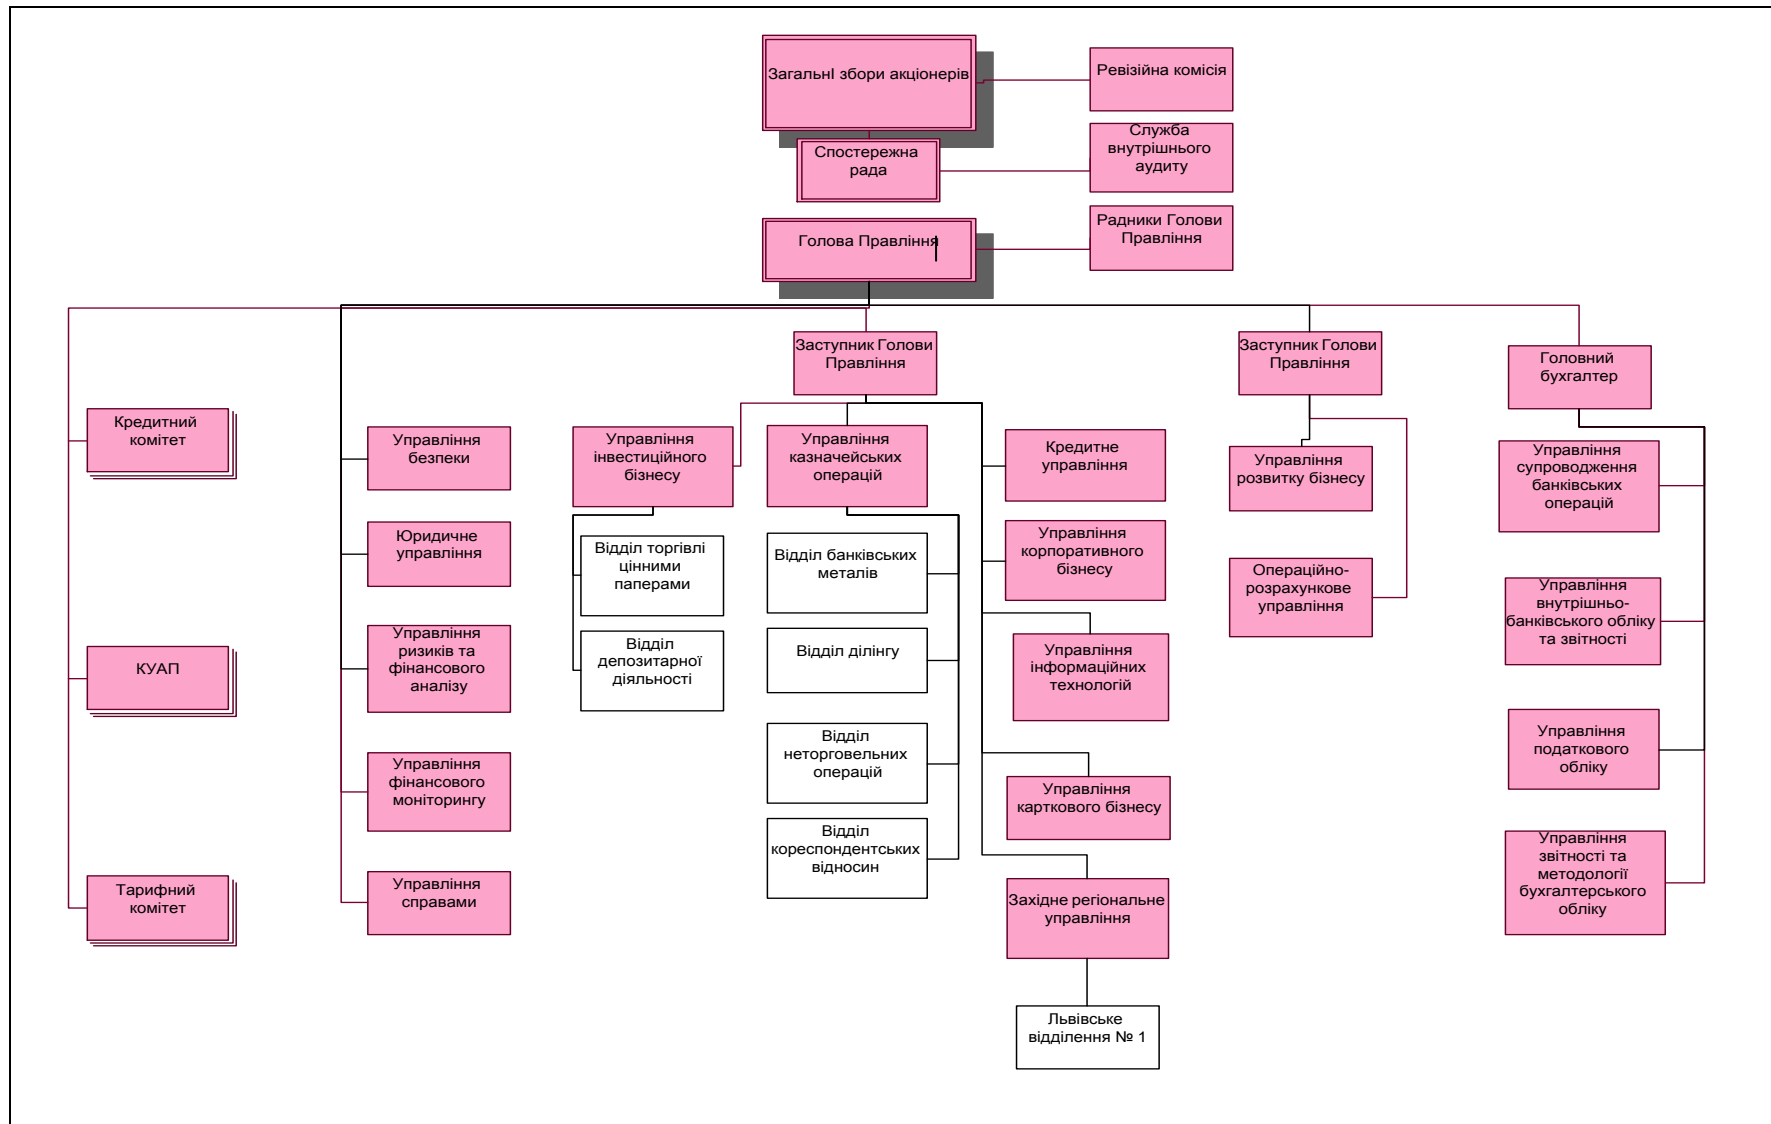 ЗагальнІ збори акціонерів
Ревізійна комісія
Служба
внутрішнього
аудиту
Спостережна
рада
Радники Голови
Правління
Голова Правління
Заступник Голови
Правління
Заступник Голови
Правління
Головний
бухгалтер
Кредитний
комітет
КУАП
Тарифний
комітет
Управління
безпеки
Юридичне
управління
Управління
ризиків та
фінансового
аналізу
Управління
фінансового
моніторингу
Управління
справами
Управління
інвестиційного
бізнесу
Відділ торгівлі
цінними
паперами
Відділ
депозитарної
діяльності
Управління
казначейських
операцій
Відділ банківських
металів
Відділ ділінгу
Відділ
неторговельних
операцій
Відділ
кореспондентських
відносин
Кредитне
управління
Управління
корпоративного
бізнесу
Управління
інформаційних
технологій
Управління
карткового бізнесу
Західне регіональне
управління
Львівське
відділення № 1
Управління
розвитку бізнесу
Операційно-
розрахункове
управління
Управління
супроводження
банківських
операцій
Управління
внутрішньо-
банківського обліку
та звітності
Управління
податкового
обліку
Управління
звітності та
методології
бухгалтерського
обліку